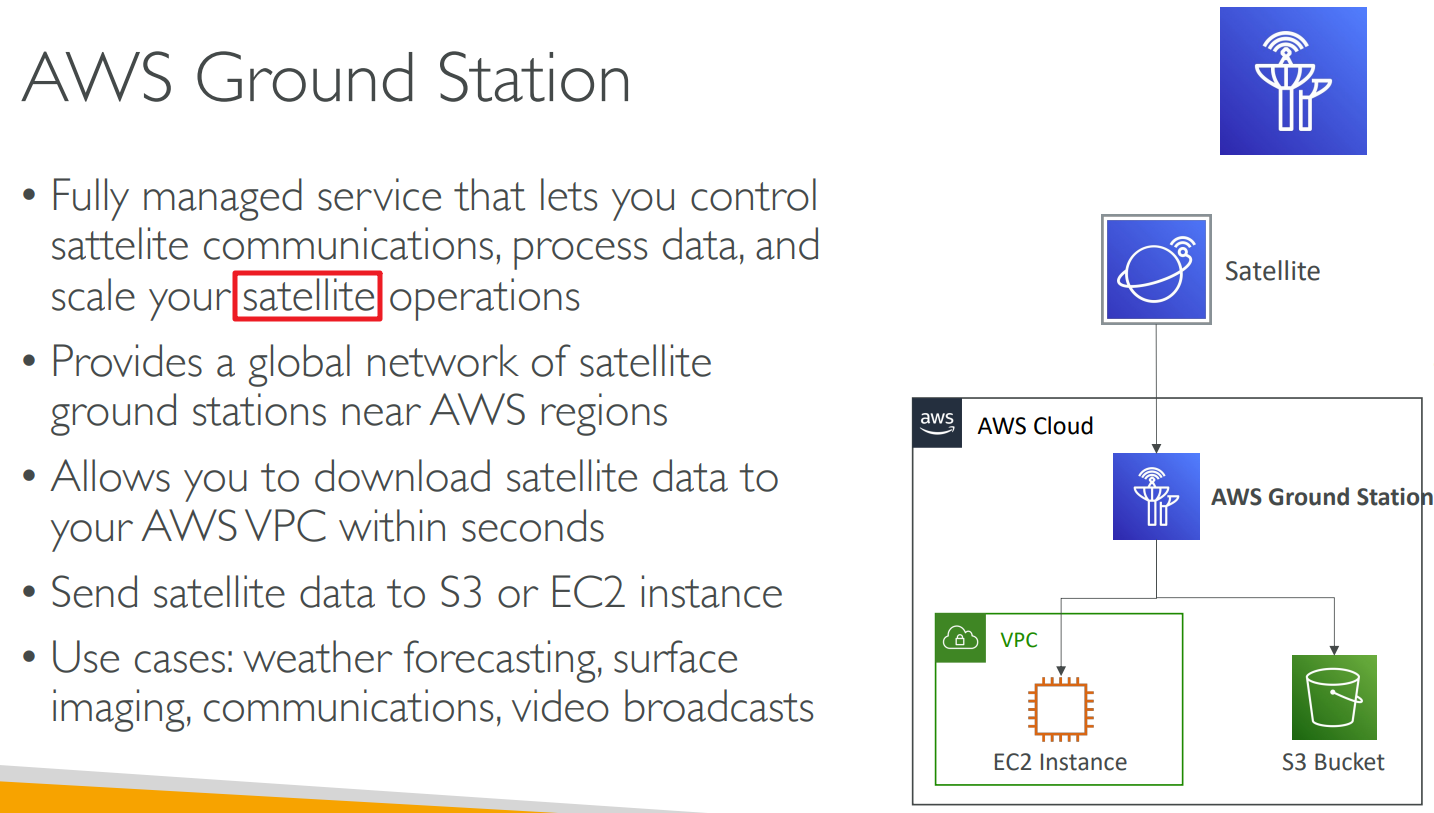 AWS Ground Station
• Fully managed service that lets you control
sattelite communications, process data, and
scale your satellite operations
• Provides a global network of satellite
ground stations near AWS regions
• Allows you to download satellite data to
your AWS VPC within seconds
• Send satellite data to S3 or EC2 instance
• Use cases: weather forecasting, surface
imaging, communications, video broadcasts
Satellite
aws
AWS Cloud
AWS Ground Station
VPC
EC2 Instance
S3 Bucket